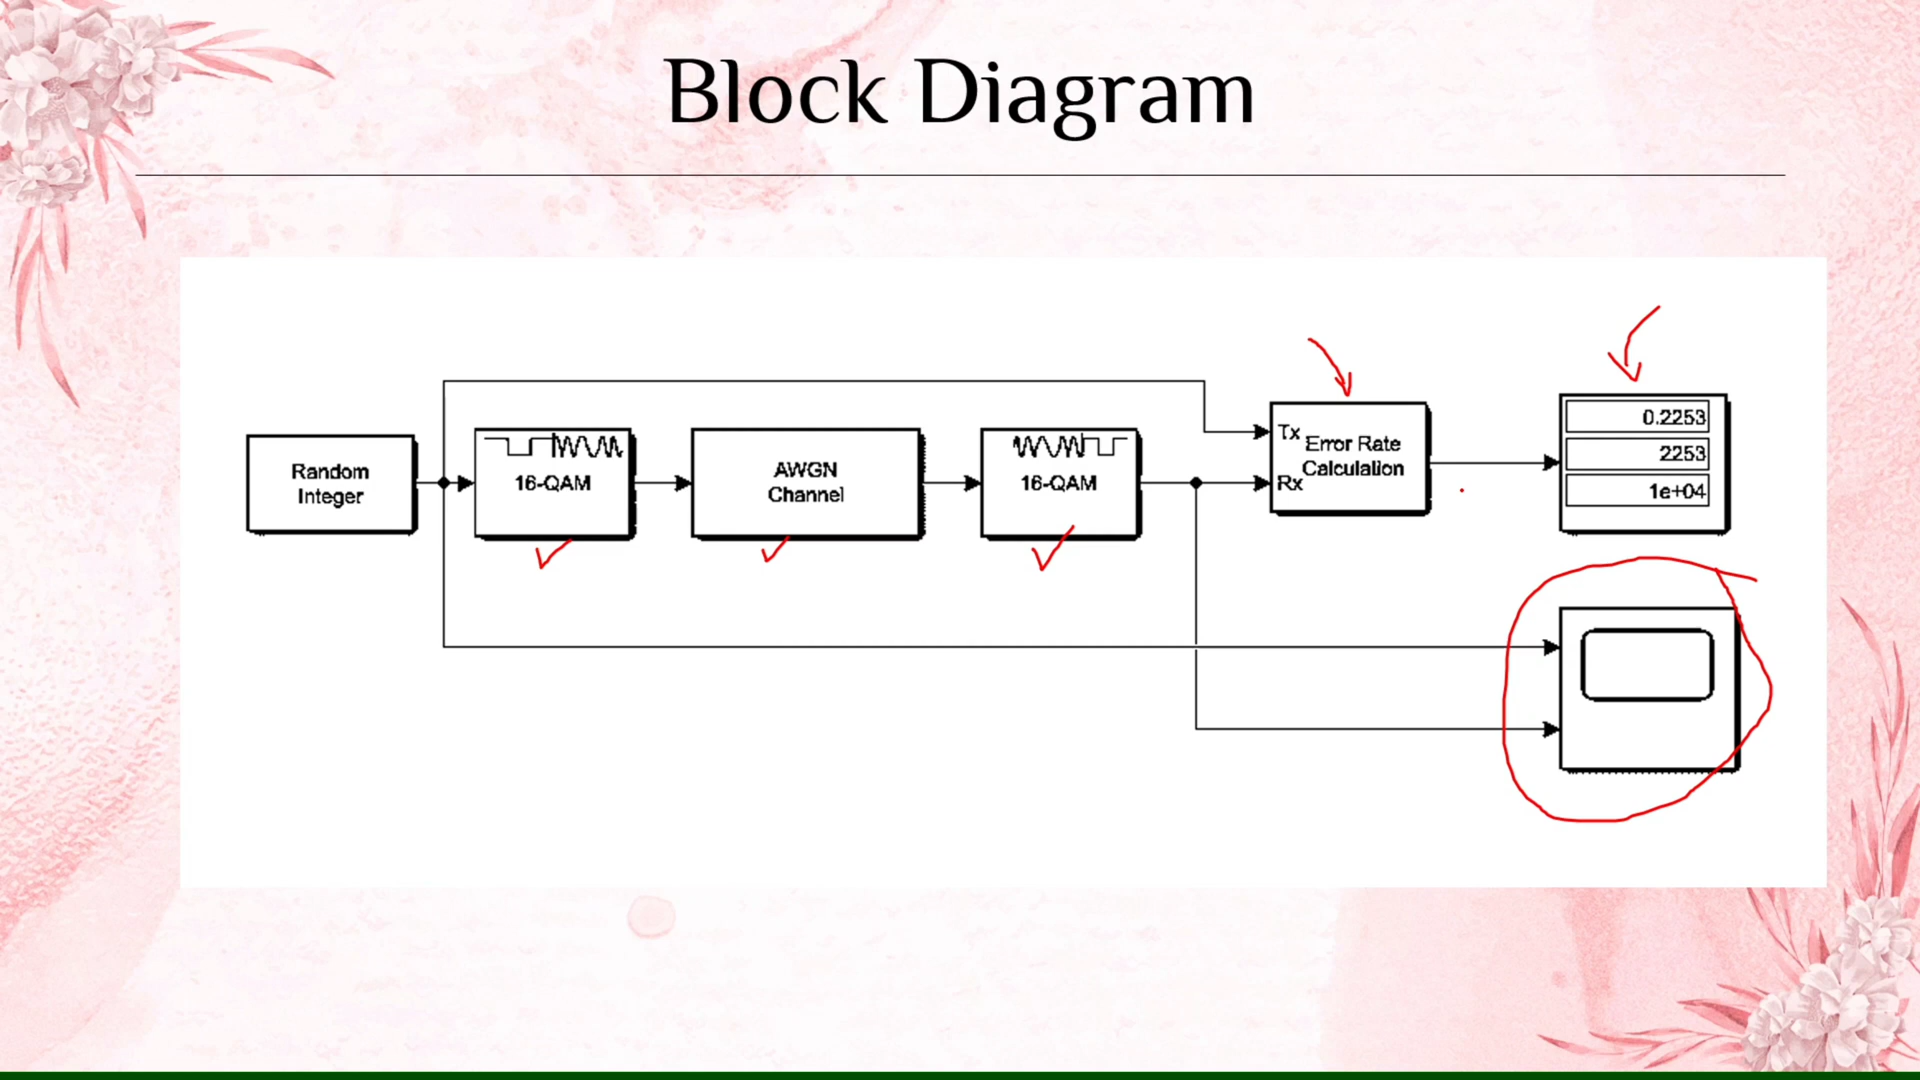 Block Diagram
Random
Integer
16-QAM
AWGN
Channel
16-QAM
Tx
Rx
Error Rate
Calculation
0.2253
2253
1e+04